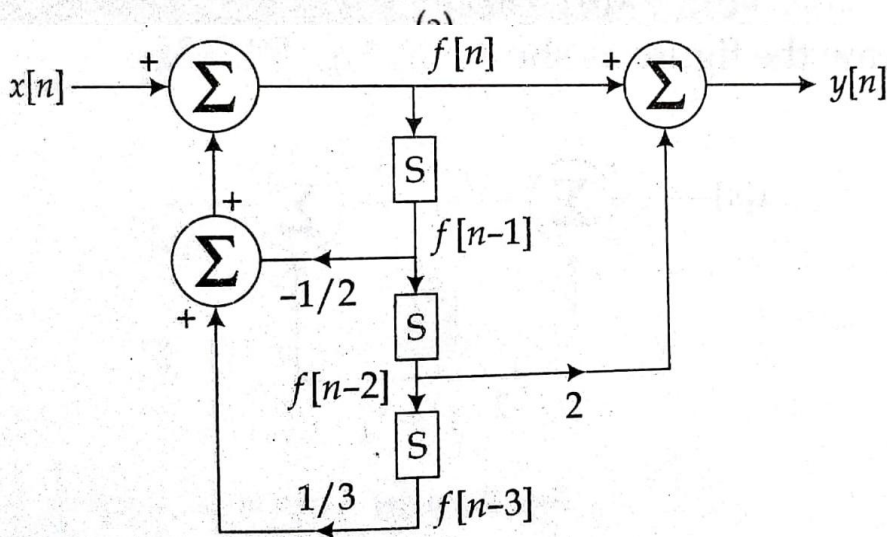 (a)
x[n] + Σ f[n] + Σ y[n]
S
+
f[n–1]
Σ –1/2
+
S
f[n–2]
2
S
1/3 f[n–3]